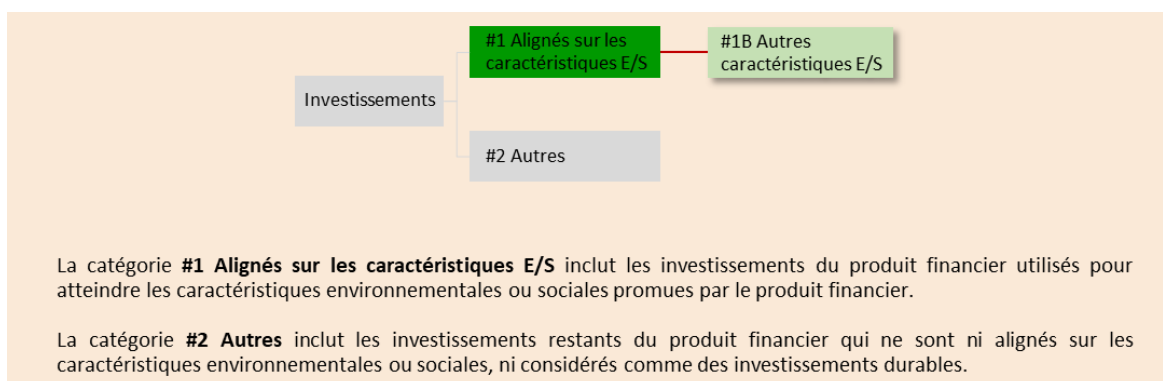 #1 Alignés sur les
caractéristiques E/S
#1B Autres
caractéristiques E/S
Investissements
#2 Autres
La catégorie #1 Alignés sur les caractéristiques E/S inclut les investissements du produit financier utilisés pour
atteindre les caractéristiques environnementales ou sociales promues par le produit financier.
La catégorie #2 Autres inclut les investissements restants du produit financier qui ne sont ni alignés sur les
caractéristiques environnementales ou sociales, ni considérés comme des investissements durables.